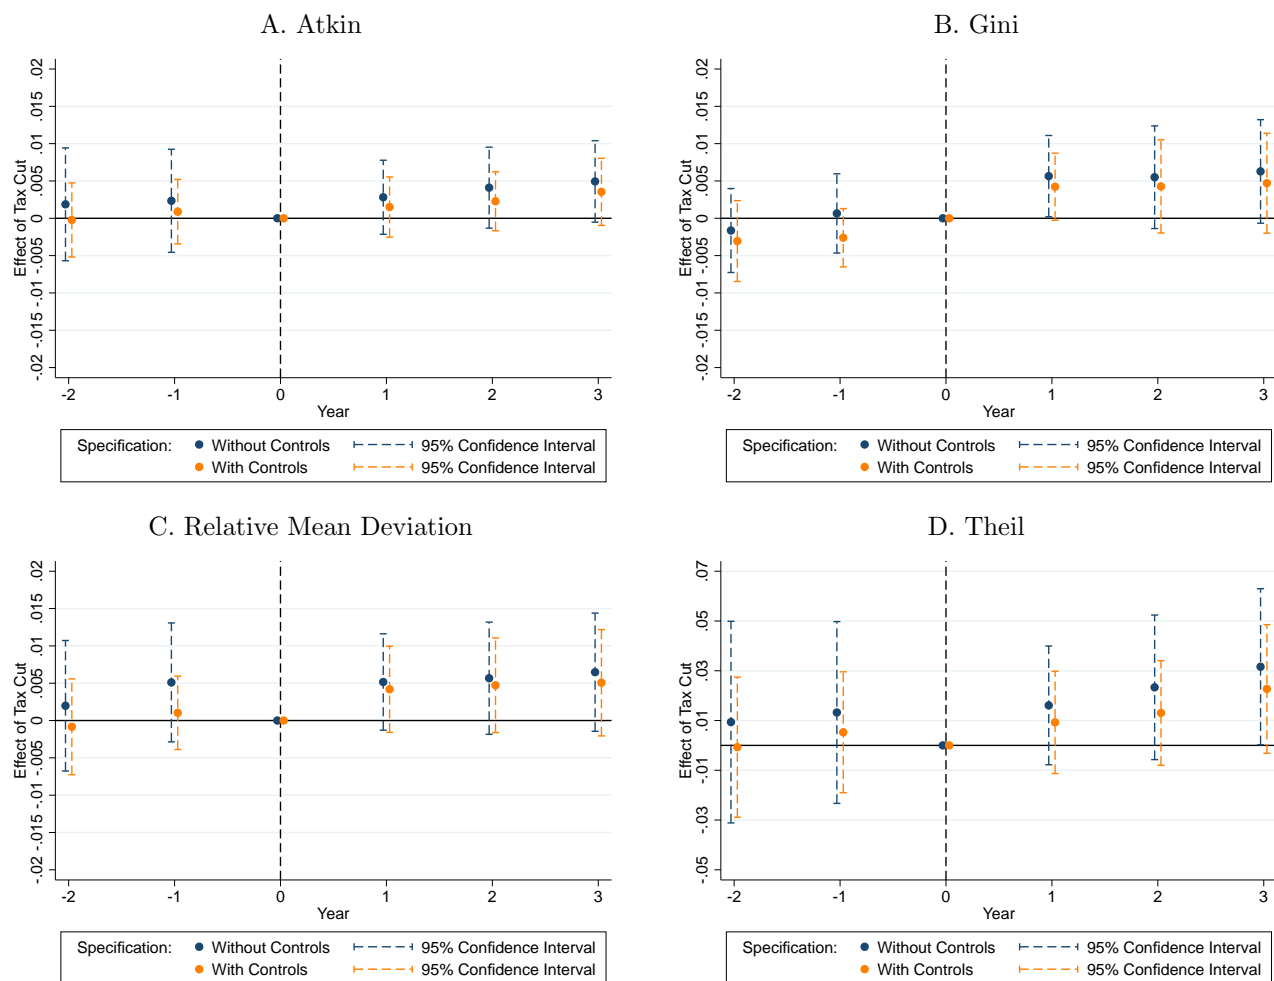 A. Atkin
Effect of Tax Cut
.02
.015
.01
.005
0
-.005
-.01
-.015
-.02
-2 -1 0 1 2 3
Year
Specification: Without Controls 95% Confidence Interval
With Controls 95% Confidence Interval
B. Gini
Effect of Tax Cut
.02
.015
.01
.005
0
-.005
-.01
-.015
-.02
-2 -1 0 1 2 3
Year
Specification: Without Controls 95% Confidence Interval
With Controls 95% Confidence Interval
C. Relative Mean Deviation
Effect of Tax Cut
.02
.015
.01
.005
0
-.005
-.01
-.015
-.02
-2 -1 0 1 2 3
Year
Specification: Without Controls 95% Confidence Interval
With Controls 95% Confidence Interval
D. Theil
Effect of Tax Cut
.07
.05
.03
.01
-.01
-.03
-.05
-2 -1 0 1 2 3
Year
Specification: Without Controls 95% Confidence Interval
With Controls 95% Confidence Interval